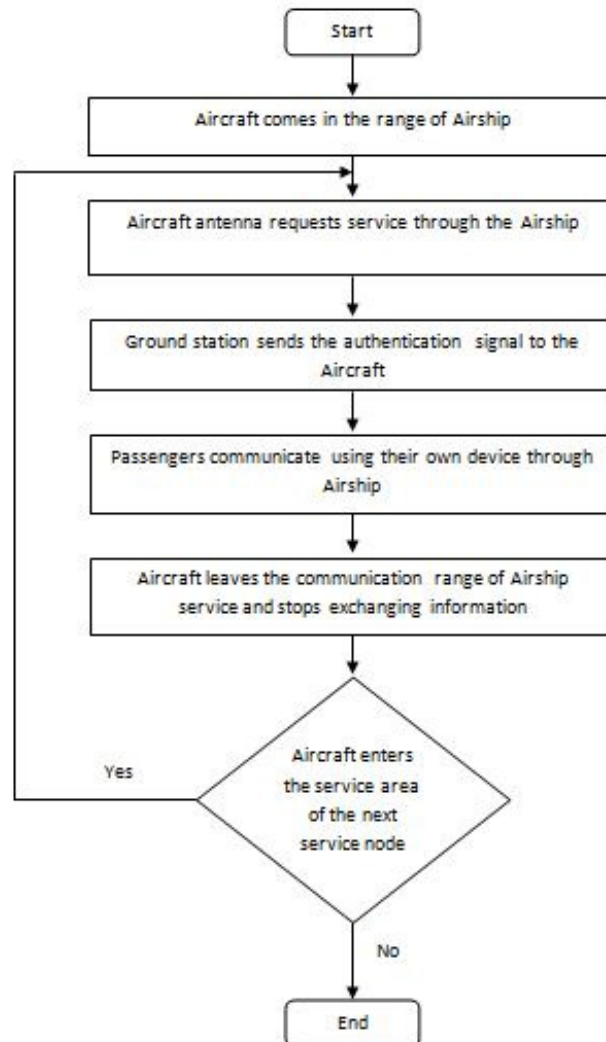 Start
Aircraft comes in the range of Airship
Aircraft antenna requests service through the Airship
Ground station sends the authentication signal to the
Aircraft
Passengers communicate using their own device through
Airship
Aircraft leaves the communication range of Airship
service and stops exchanging information
Aircraft enters
the service area
of the next
service node
Yes
No
End